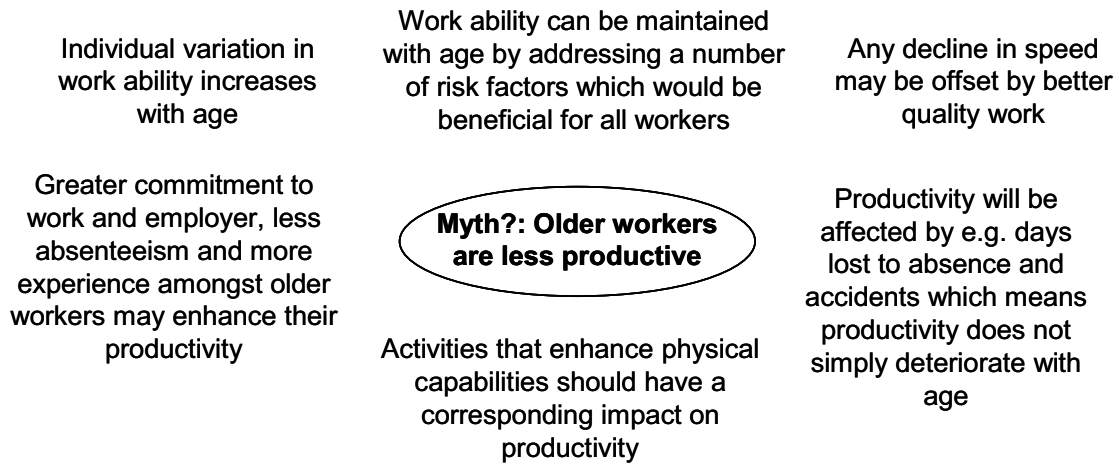 Individual variation in
work ability increases
with age
Work ability can be maintained
with age by addressing a number
of risk factors which would be
beneficial for all workers
Any decline in speed
may be offset by better
quality work
Greater commitment to
work and employer, less
absenteeism and more
experience amongst older
workers may enhance their
productivity
Myth?: Older workers
are less productive
Productivity will be
affected by e.g. days
lost to absence and
accidents which means
productivity does not
simply deteriorate with
age
Activities that enhance physical
capabilities should have a
corresponding impact on
productivity